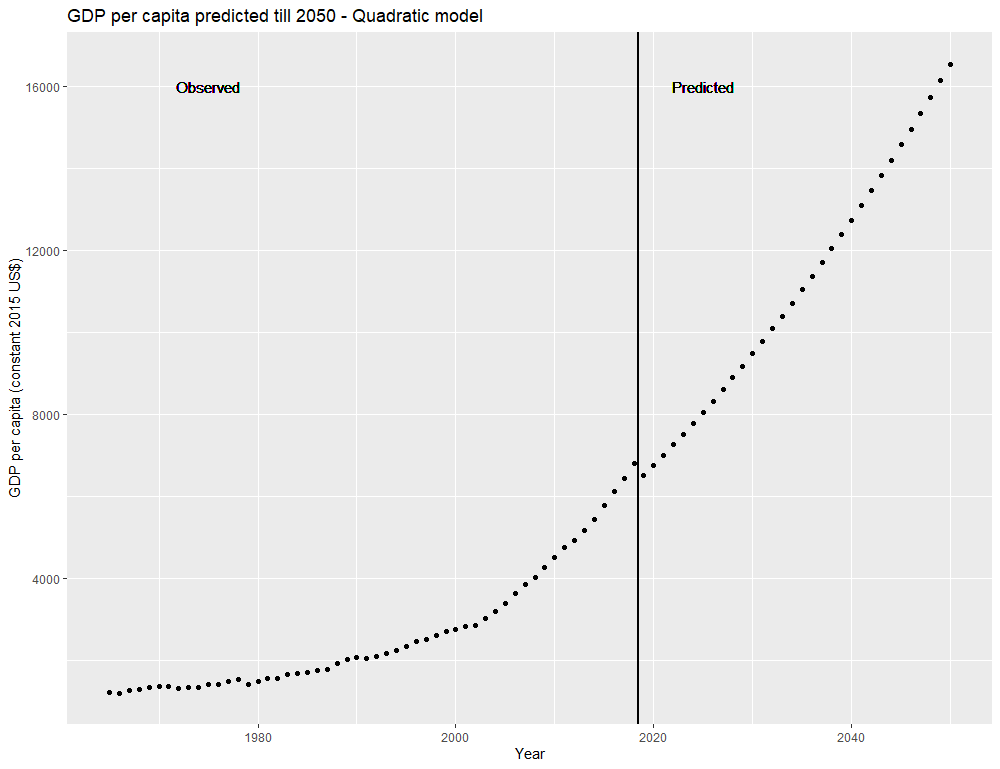 GDP per capita predicted till 2050 - Quadratic model
Observed
Predicted
16000
12000
8000
4000
GDP per capita (constant 2015 US$)
1980
2000
2020
2040
Year